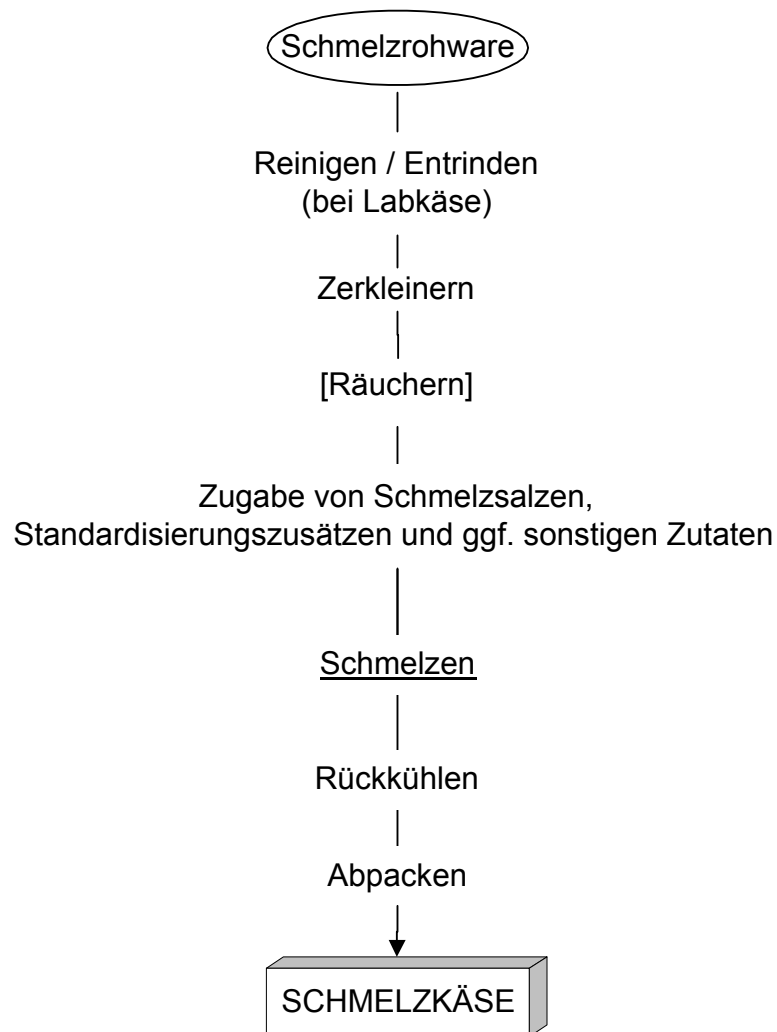 Schmelzrohware
Reinigen / Entrinden
(bei Labkäse)
Zerkleinern
[Räuchern]
Zugabe von Schmelzsalzen,
Standardisierungszusätzen und ggf. sonstigen Zutaten
Schmelzen
Rückkühlen
Abpacken
SCHMELZKÄSE